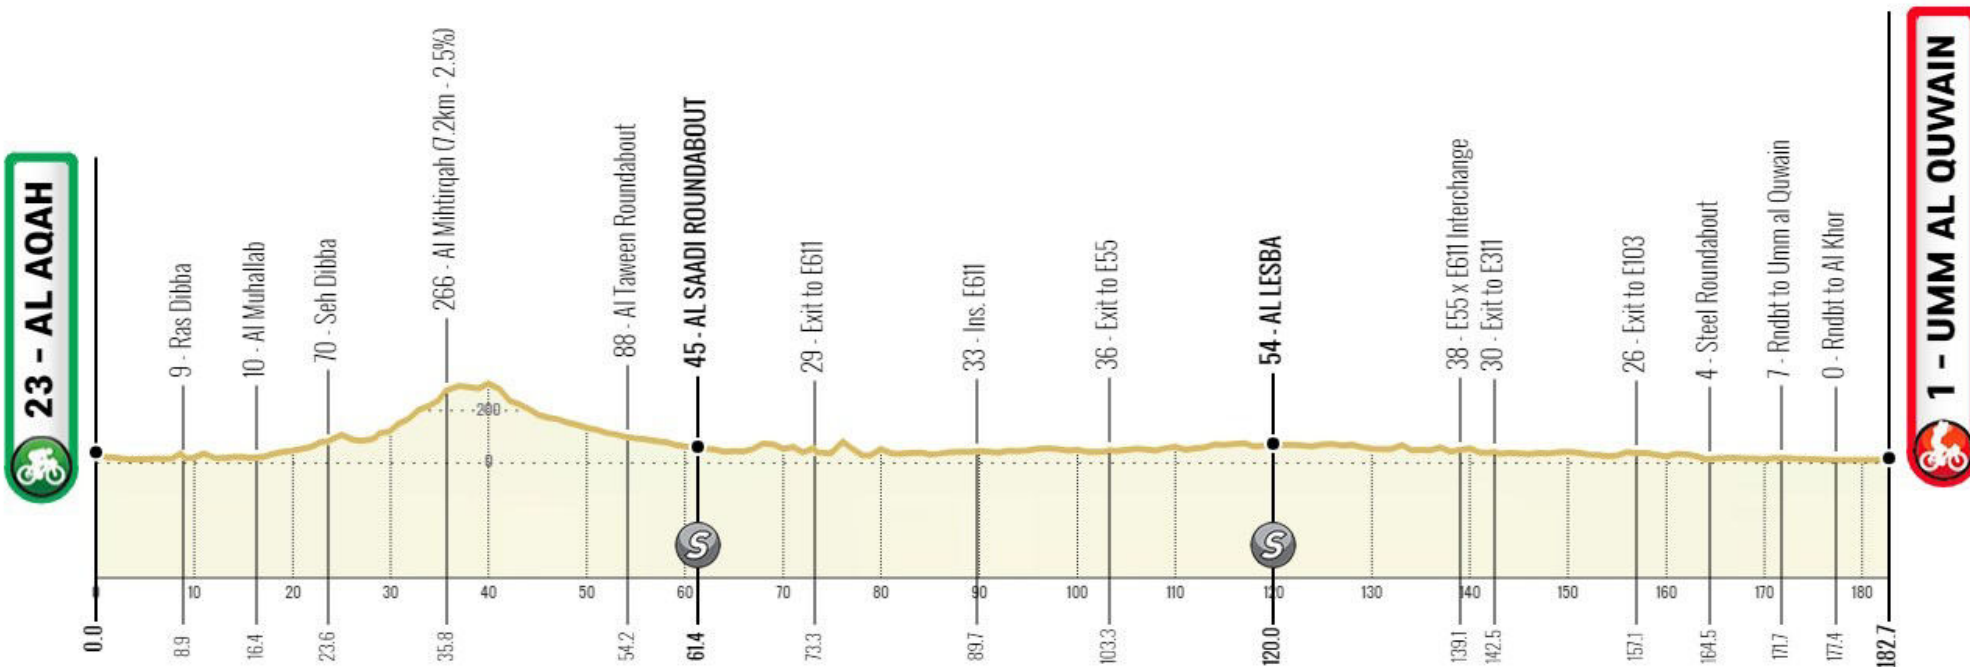 23 - AL AQAH
9 - Ras Dibba
10 - Al Muhallab
70 - Seh Dibba
266 - Al Mihtirqah (7.2km - 2.5%)
88 - Al Taween Roundabout
45 - AL SAADI ROUNDABOUT
29 - Exit to E611
33 - Ins. E611
36 - Exit to E55
54 - AL LESBA
38 - E55 x E611 Interchange
30 - Exit to E311
26 - Exit to E103
4 - Steel Roundabout
7 - Rndbt to Umm al Quwain
0 - Rndbt to Al Khor
1 - UMM AL QUWAIN
200
0
S
S
0 10 20 30 40 50 60 70 80 90 100 110 120 130 140 150 160 170 180
0.0 8.9 16.4 23.6 35.8 54.2 61.4 73.3 89.7 103.3 120.0 139.1 142.5 157.1 164.5 171.7 177.4 182.7